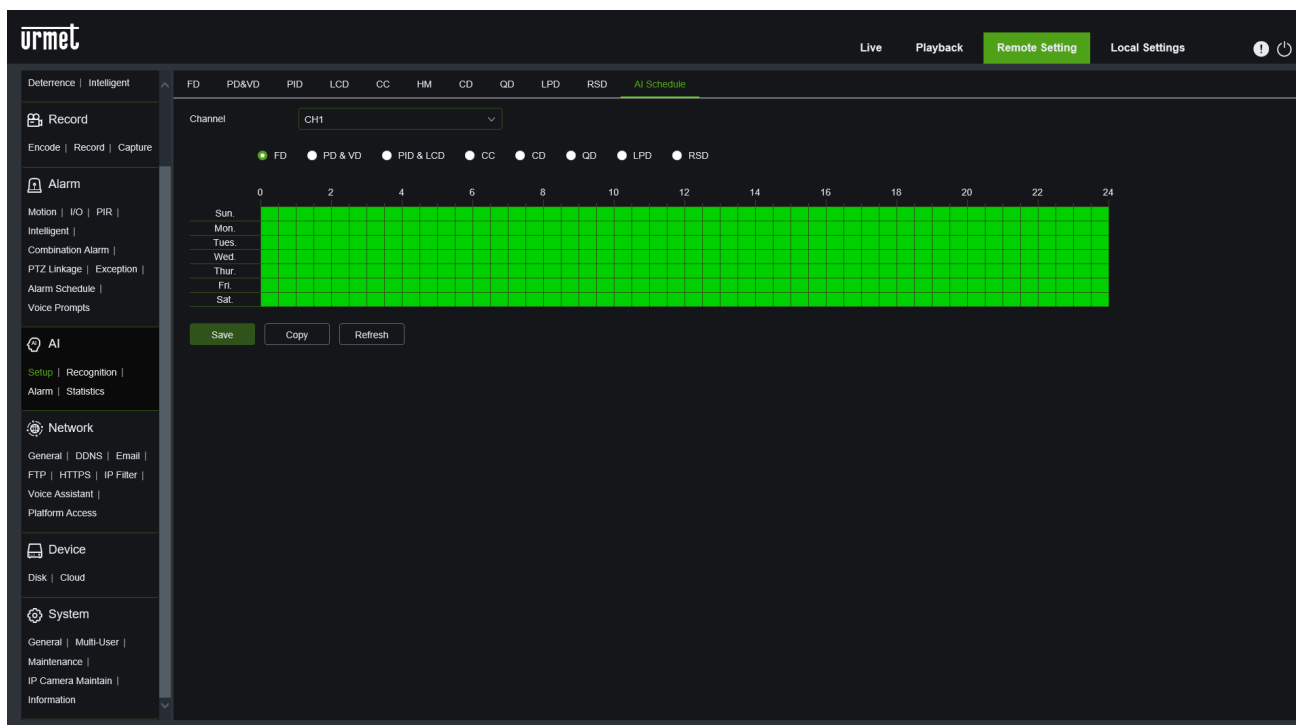 urmet
Live Playback Remote Setting Local Settings
Deterrence | Intelligent
Record
Encode | Record | Capture
Alarm
Motion | I/O | PIR |
Intelligent |
Combination Alarm |
PTZ Linkage | Exception |
Alarm Schedule |
Voice Prompts
AI
Setup | Recognition |
Alarm | Statistics
Network
General | DDNS | Email |
FTP | HTTPS | IP Filter |
Voice Assistant |
Platform Access
Device
Disk | Cloud
System
General | Multi-User |
Maintenance |
IP Camera Maintain |
Information
FD PD&VD PID LCD CC HM CD QD LPD RSD AI Schedule
Channel CH1
FD PD & VD PID & LCD CC CD QD LPD RSD
0 2 4 6 8 10 12 14 16 18 20 22 24
Sun.
Mon.
Tues.
Wed.
Thur.
Fri.
Sat.
Save Copy Refresh